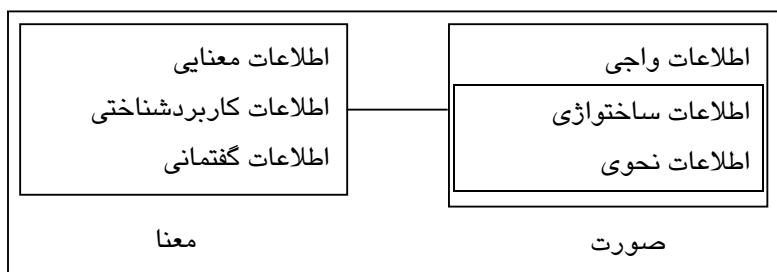 اطلاعات واجی
اطلاعات ساختواژی
اطلاعات نحوی
صورت
اطلاعات معنایی
اطلاعات کاربردشناختی
اطلاعات گفتمانی
معنا